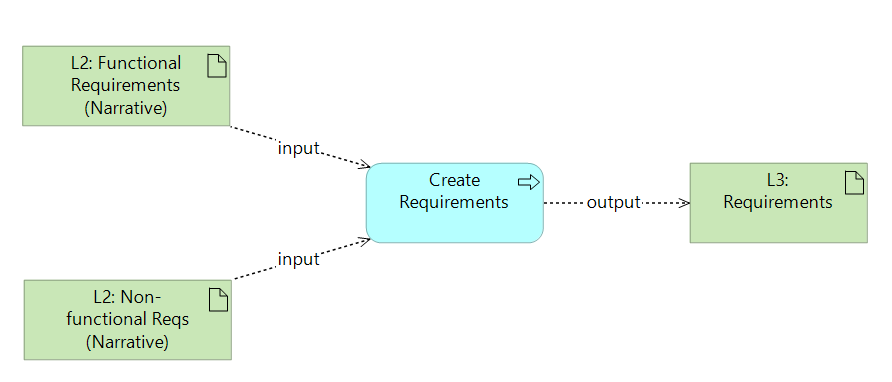 L2: Functional
Requirements
(Narrative)
input
Create
Requirements
output
L3:
Requirements
input
L2: Non-
functional Reqs
(Narrative)